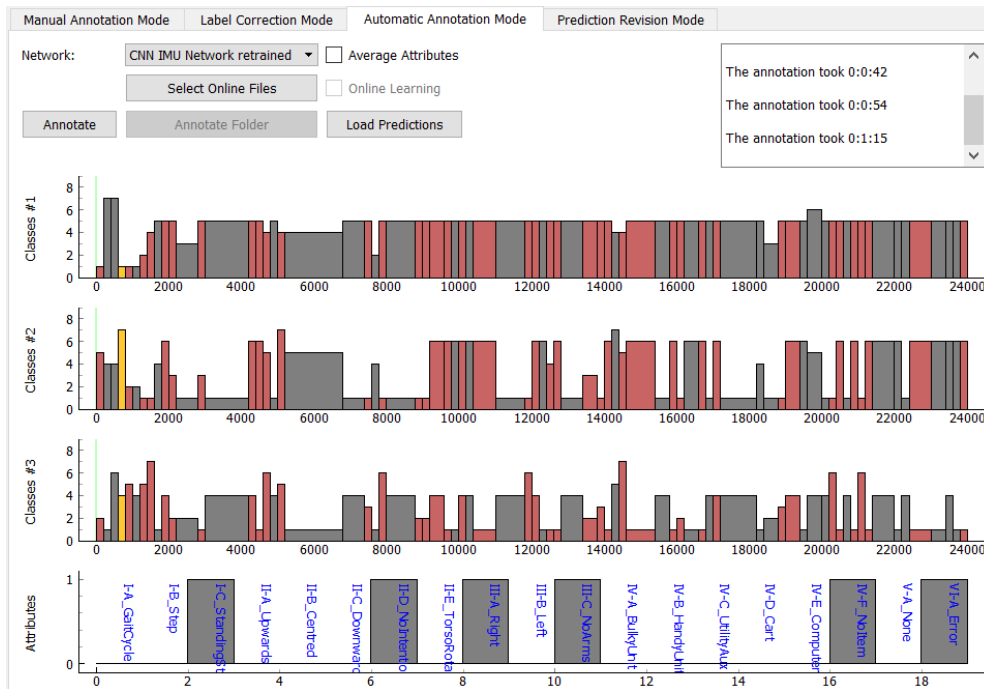 Manual Annotation Mode Label Correction Mode Automatic Annotation Mode Prediction Revision Mode
Network: CNN IMU Network retrained Average Attributes
Select Online Files Online Learning
Annotate Annotate Folder Load Predictions
The annotation took 0:0:42
The annotation took 0:0:54
The annotation took 0:1:15
Classes #1
8
6
4
2
0
0 2000 4000 6000 8000 10000 12000 14000 16000 18000 20000 22000 24000
Classes #2
8
6
4
2
0
0 2000 4000 6000 8000 10000 12000 14000 16000 18000 20000 22000 24000
Classes #3
8
6
4
2
0
0 2000 4000 6000 8000 10000 12000 14000 16000 18000 20000 22000 24000
Attributes
1
0
I-A_GaitCycle
I-B_Step
I-C_StandingSt
II-A_Upwards
II-B_Centred
II-C_Downward
II-D_NoIntentio
II-E_TorsoRota
III-A_Right
III-B_Left
III-C_NoArms
IV-A_BulkyUnit
IV-B_HandyUnit
IV-C_UtilityAux
IV-D_Cart
IV-E_Computer
IV-F_NoItem
V-A_None
VI-A_Error
0 2 4 6 8 10 12 14 16 18